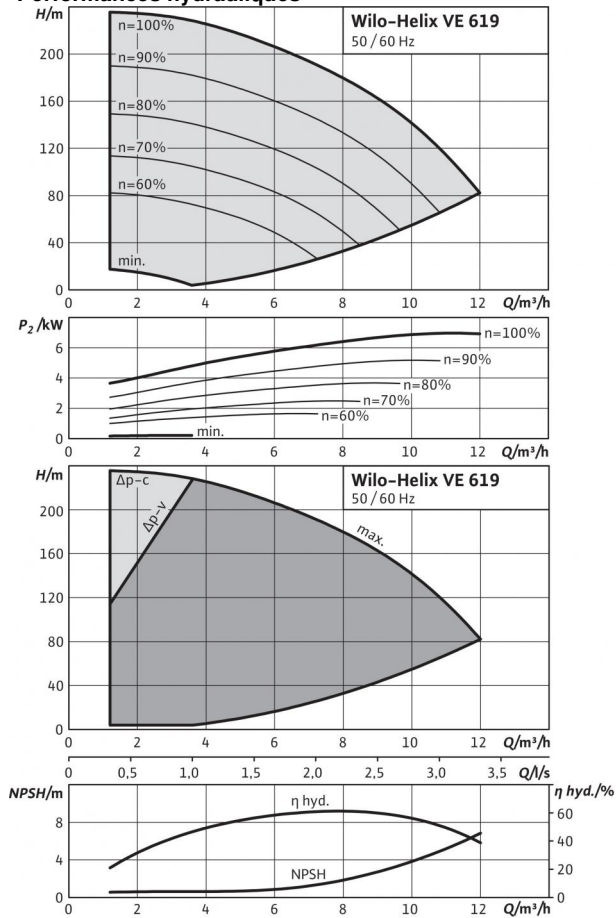 Performances hydrauliques
H/m
Wilo-Helix VE 619
50 / 60 Hz
n=100%
200
n=90%
160
n=80%
120
n=70%
80
n=60%
40
min.
0
0 2 4 6 8 10 12 Q/m³/h
P₂ /kW
n=100%
6
n=90%
4
n=80%
n=70%
2
n=60%
min.
0
0 2 4 6 8 10 12 Q/m³/h
H/m
Δp-c
Wilo-Helix VE 619
50 / 60 Hz
200
Δp-v
max.
160
120
80
40
0
0 2 4 6 8 10 12 Q/m³/h
0 0,5 1,0 1,5 2,0 2,5 3,0 3,5 Q/l/s
NPSH/m
η hyd./%
η hyd.
8
60
40
4
NPSH
20
0
0
0 2 4 6 8 10 12 Q/m³/h